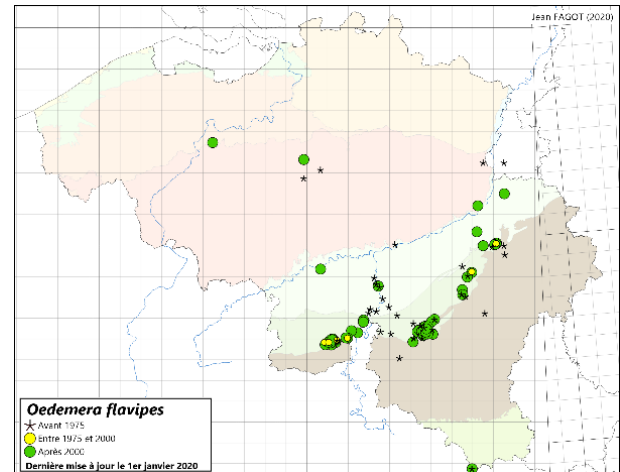 Jean FAGOT (2020)
Oedemera flavipes
Avant 1975
Entre 1975 et 2000
Après 2000
Dernière mise à jour le 1er janvier 2020